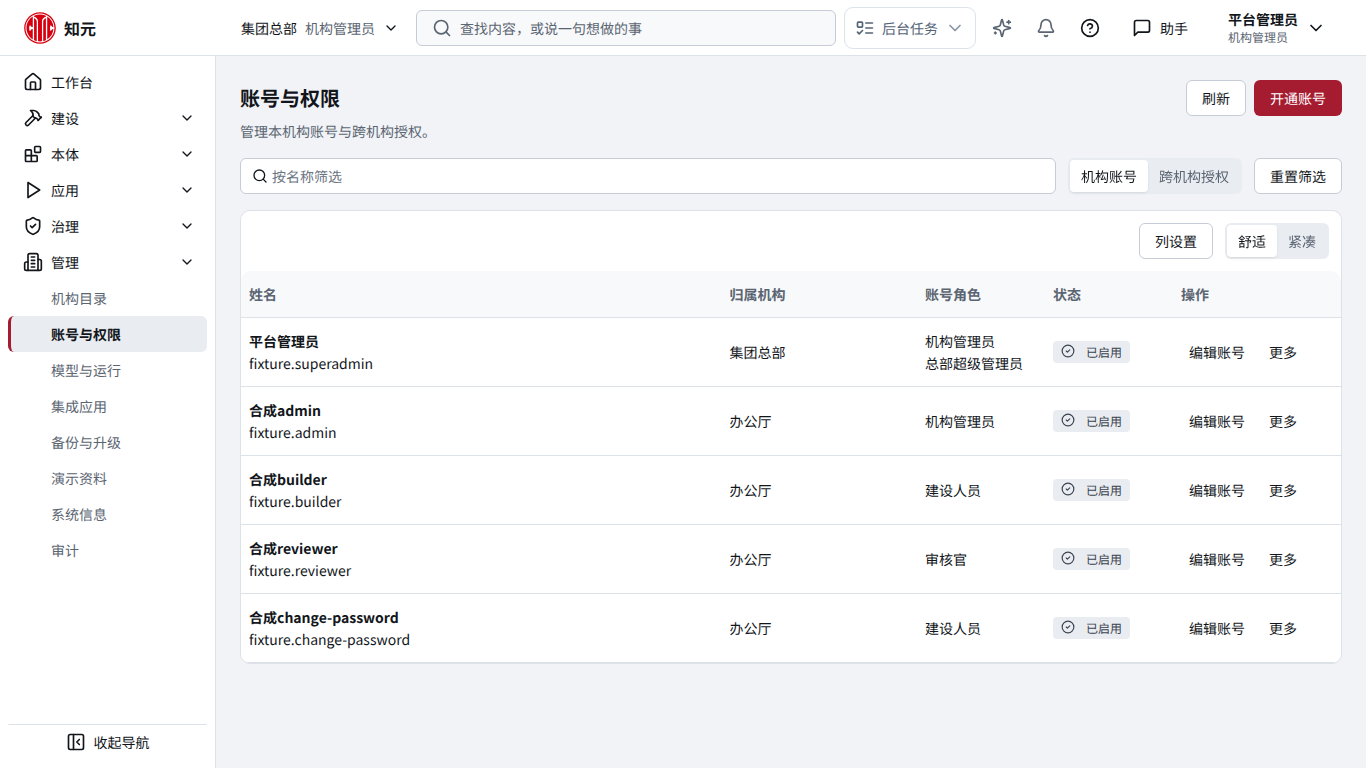 知元
集团总部 机构管理员
查找内容，或说一句想做的事
后台任务
助手
平台管理员
机构管理员
工作台
建设
本体
应用
治理
管理
机构目录
账号与权限
模型与运行
集成应用
备份与升级
演示资料
系统信息
审计
收起导航
账号与权限
刷新 开通账号
管理本机构账号与跨机构授权。
按名称筛选
机构账号 跨机构授权
重置筛选
列设置
舒适 紧凑
姓名 归属机构 账号角色 状态 操作
平台管理员
fixture.superadmin
集团总部
机构管理员
总部超级管理员
已启用
编辑账号 更多
合成admin
fixture.admin
办公厅
机构管理员
已启用
编辑账号 更多
合成builder
fixture.builder
办公厅
建设人员
已启用
编辑账号 更多
合成reviewer
fixture.reviewer
办公厅
审核官
已启用
编辑账号 更多
合成change-password
fixture.change-password
办公厅
建设人员
已启用
编辑账号 更多